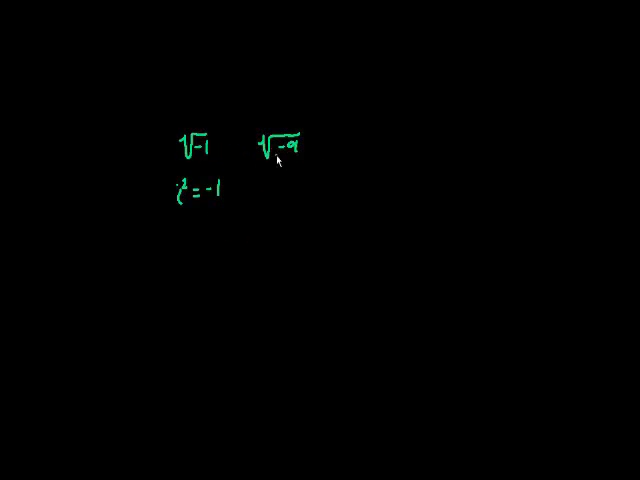 √-1 √-9
i² = -1